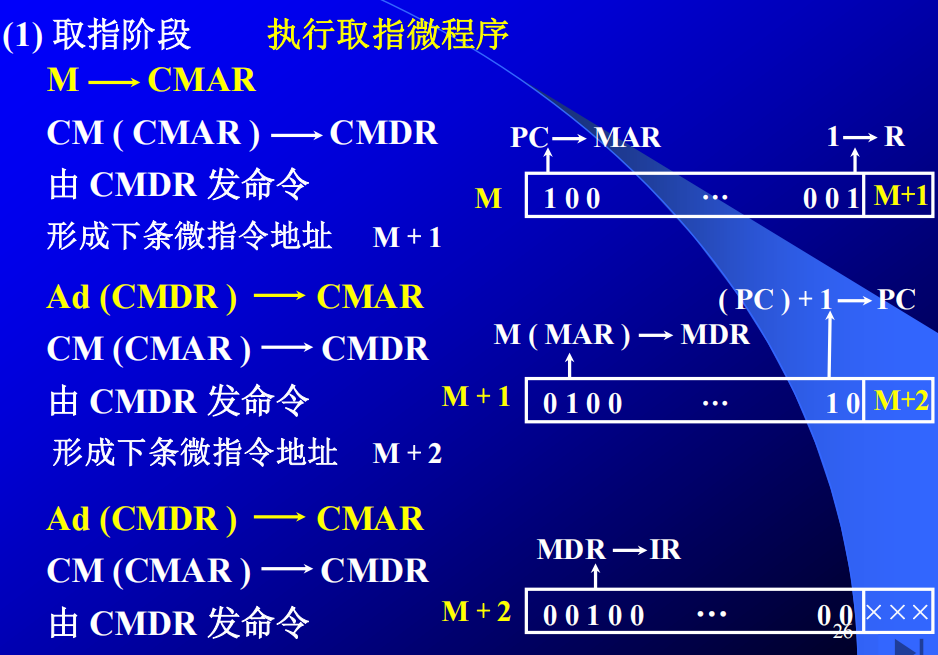 (1) 取指阶段 执行取指微程序
M ⟶ CMAR
CM ( CMAR ) ⟶ CMDR
由 CMDR 发命令
形成下条微指令地址 M + 1
PC ⟶ MAR 1 ⟶ R
M 1 0 0 ··· 0 0 1 M+1
Ad (CMDR ) ⟶ CMAR
CM (CMAR ) ⟶ CMDR
由 CMDR 发命令
形成下条微指令地址 M + 2
( PC ) + 1 ⟶ PC
M ( MAR ) ⟶ MDR
M + 1 0 1 0 0 ··· 1 0 M+2
Ad (CMDR ) ⟶ CMAR
CM (CMAR ) ⟶ CMDR
由 CMDR 发命令
MDR ⟶ IR
M + 2 0 0 1 0 0 ··· 0 0 ×××
26